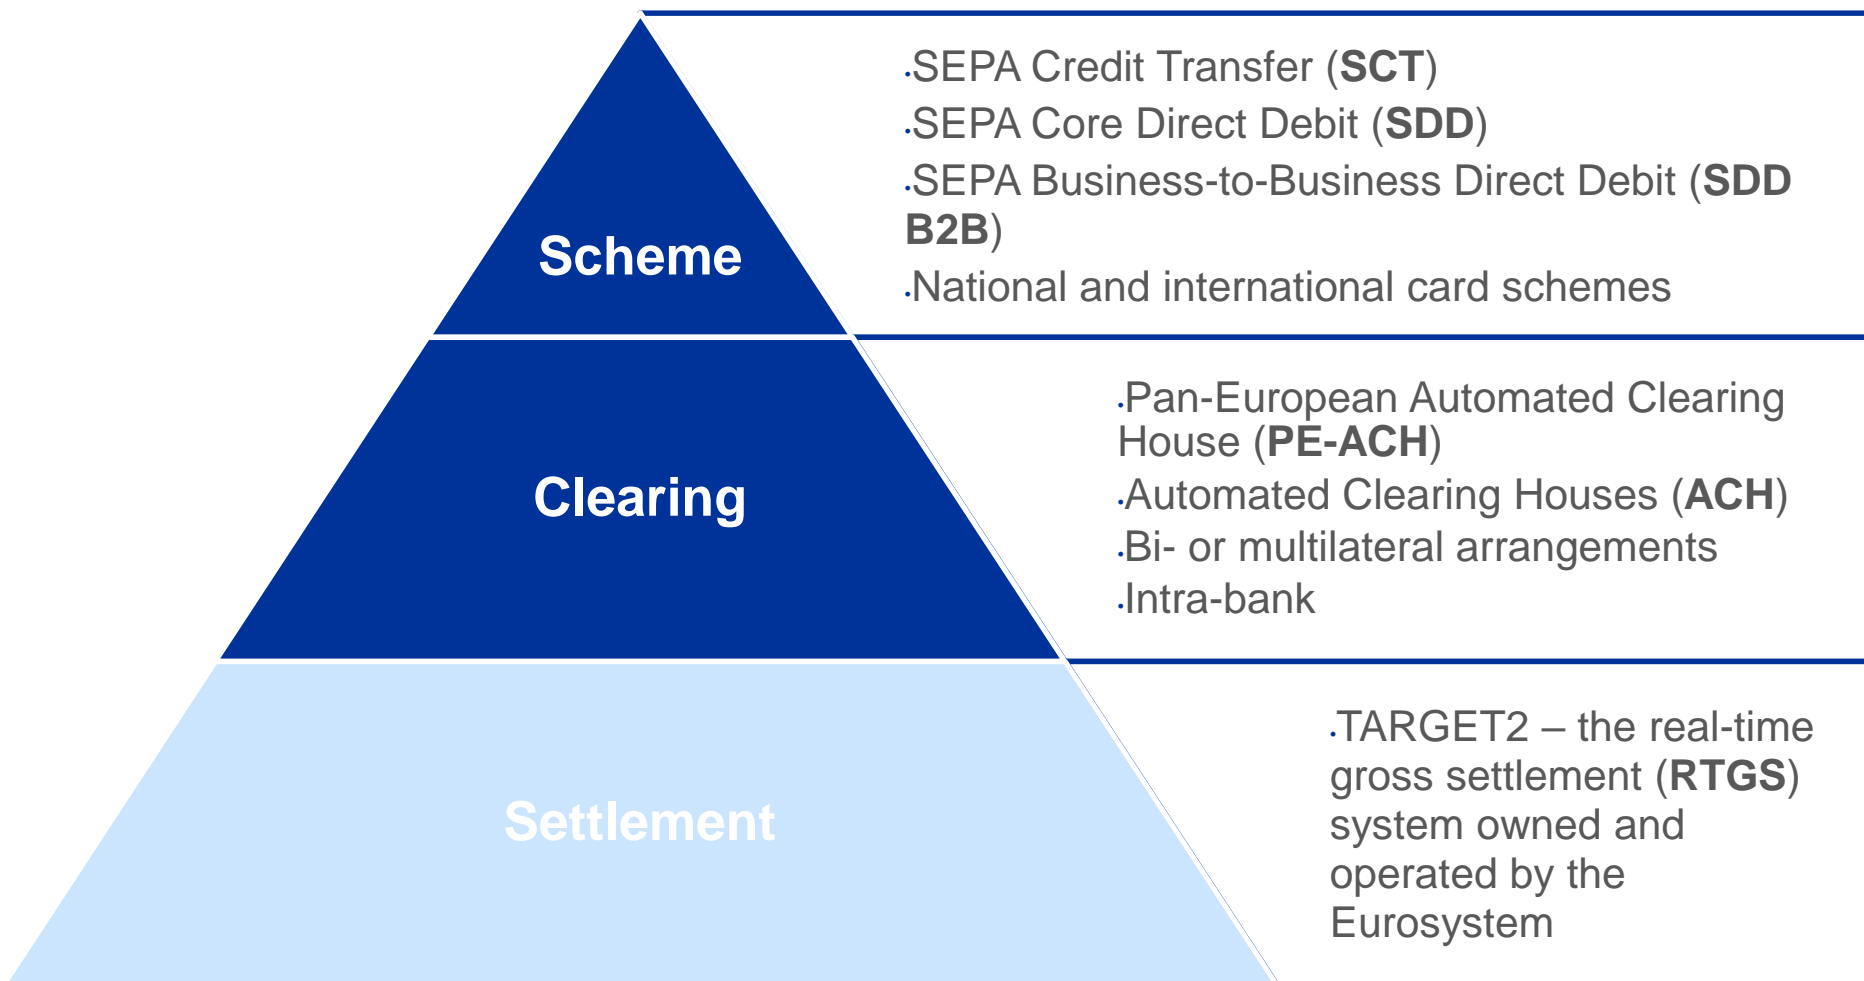 .SEPA Credit Transfer (SCT)
.SEPA Core Direct Debit (SDD)
.SEPA Business-to-Business Direct Debit (SDD
B2B)
Scheme
.National and international card schemes
.Pan-European Automated Clearing
House (PE-ACH)
Clearing
.Automated Clearing Houses (ACH)
.Bi- or multilateral arrangements
.Intra-bank
Settlement
.TARGET2 – the real-time
gross settlement (RTGS)
system owned and
operated by the
Eurosystem